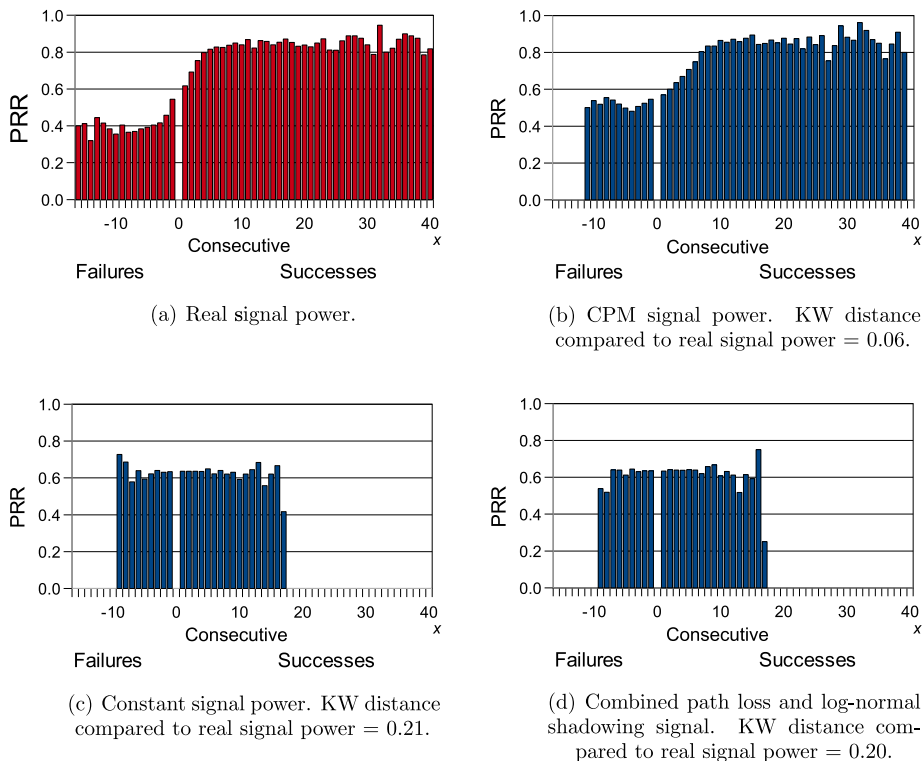 1.0
0.8
0.6
0.4
0.2
0.0
PRR
-10 0 10 20 30 40
Consecutive x
Failures Successes
(a) Real signal power.
1.0
0.8
0.6
0.4
0.2
0.0
PRR
-10 0 10 20 30 40
Consecutive x
Failures Successes
(b) CPM signal power. KW distance
compared to real signal power = 0.06.
1.0
0.8
0.6
0.4
0.2
0.0
PRR
-10 0 10 20 30 40
Consecutive x
Failures Successes
(c) Constant signal power. KW distance
compared to real signal power = 0.21.
1.0
0.8
0.6
0.4
0.2
0.0
PRR
-10 0 10 20 30 40
Consecutive x
Failures Successes
(d) Combined path loss and log-normal
shadowing signal. KW distance com-
pared to real signal power = 0.20.